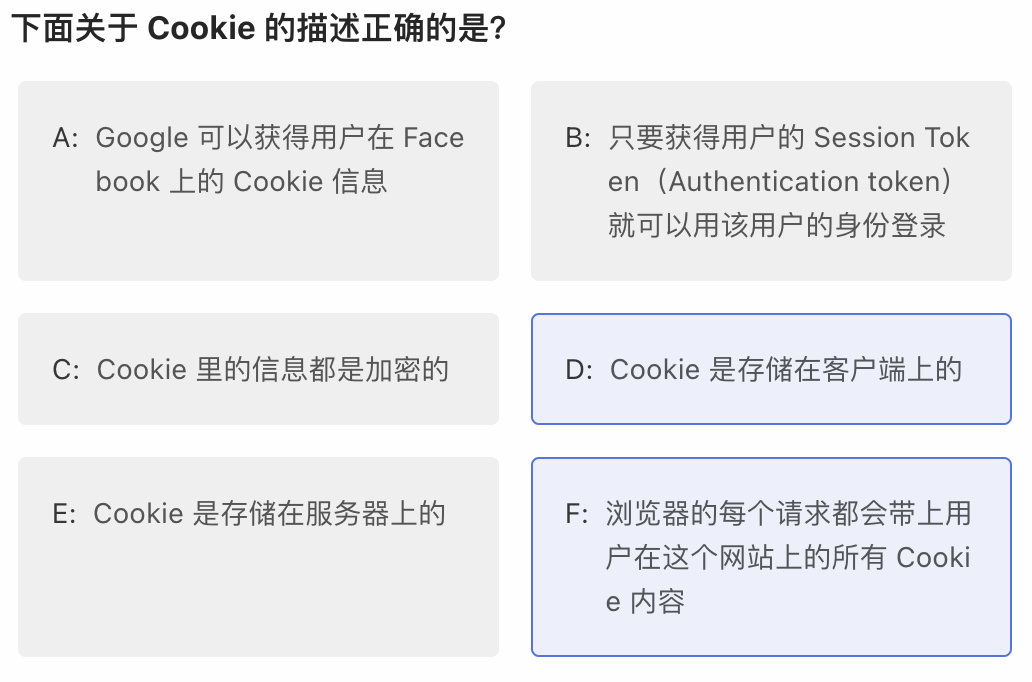 下面关于 Cookie 的描述正确的是?
A: Google 可以获得用户在 Face
book 上的 Cookie 信息
B: 只要获得用户的 Session Tok
en（Authentication token）
就可以用该用户的身份登录
C: Cookie 里的信息都是加密的
D: Cookie 是存储在客户端上的
E: Cookie 是存储在服务器上的
F: 浏览器的每个请求都会带上用
户在这个网站上的所有 Cooki
e 内容